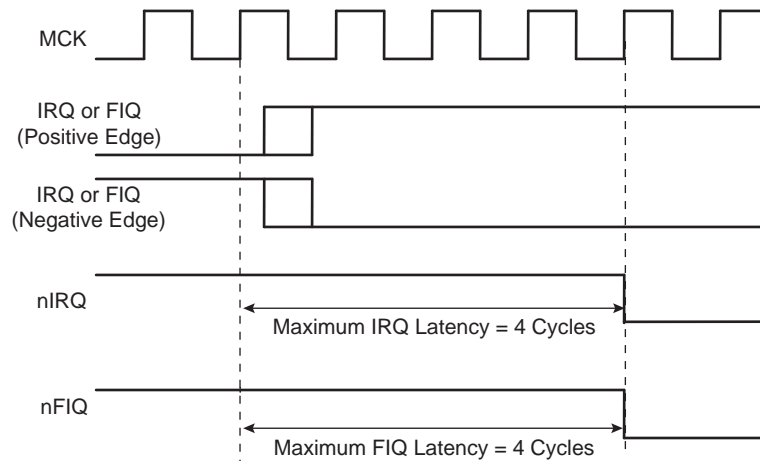 MCK
IRQ or FIQ
(Positive Edge)
IRQ or FIQ
(Negative Edge)
nIRQ
Maximum IRQ Latency = 4 Cycles
nFIQ
Maximum FIQ Latency = 4 Cycles